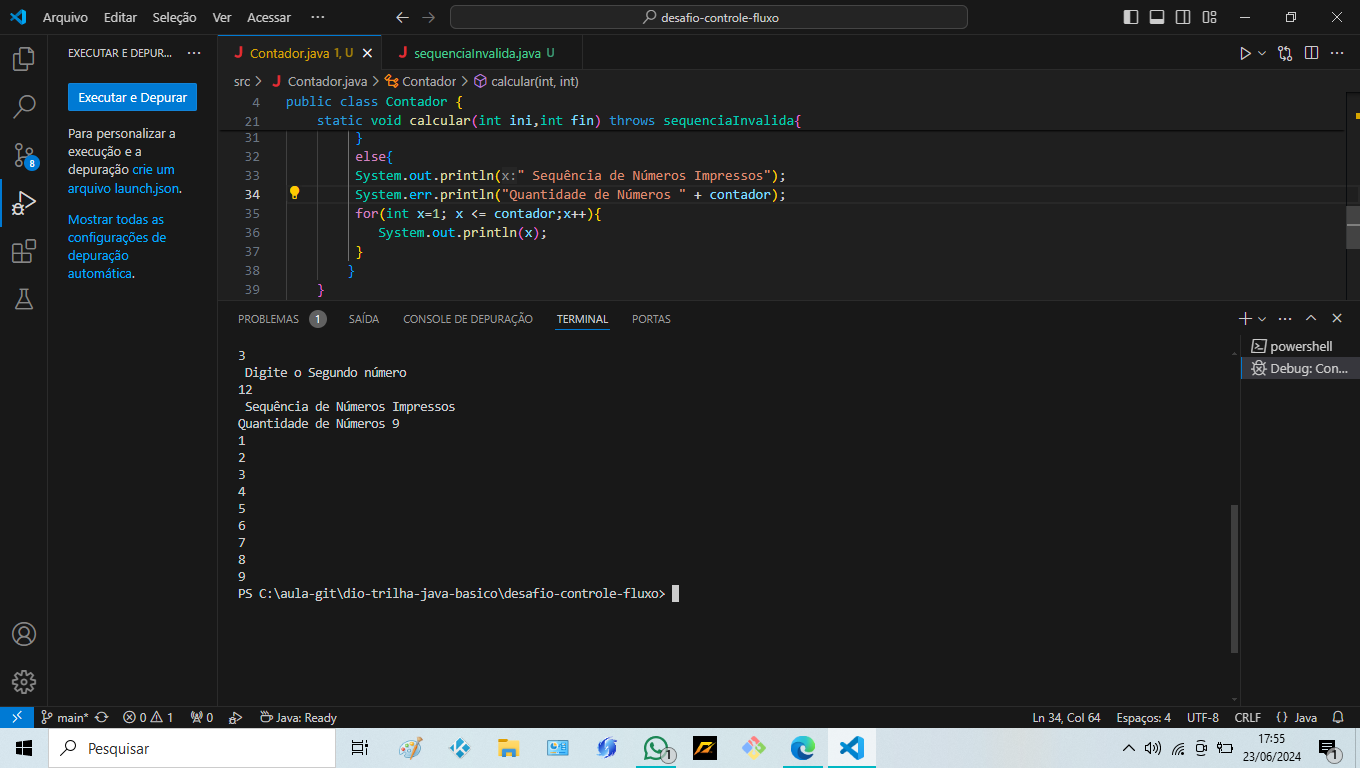 Arquivo Editar Seleção Ver Acessar ··· desafio-controle-fluxo
EXECUTAR E DEPUR... ···
Executar e Depurar
Para personalizar a
execução e a
depuração crie um
arquivo launch.json.
Mostrar todas as
configurações de
depuração
automática.
8
Contador.java 1, U sequenciaInvalida.java U
src > Contador.java > Contador > calcular(int, int)
4 public class Contador {
21 static void calcular(int ini,int fin) throws sequenciaInvalida{
31 }
32 else{
33 System.out.println(x:" Sequência de Números Impressos");
34 System.err.println("Quantidade de Números " + contador);
35 for(int x=1; x <= contador;x++){
36 System.out.println(x);
37 }
38 }
39 }
PROBLEMAS 1 SAÍDA CONSOLE DE DEPURAÇÃO TERMINAL PORTAS
powershell
Debug: Con...
3
Digite o Segundo número
12
Sequência de Números Impressos
Quantidade de Números 9
1
2
3
4
5
6
7
8
9
PS C:\aula-git\dio-trilha-java-basico\desafio-controle-fluxo>
main* 0 1 0 Java: Ready Ln 34, Col 64 Espaços: 4 UTF-8 CRLF {} Java
Pesquisar
1
17:55
23/06/2024
1